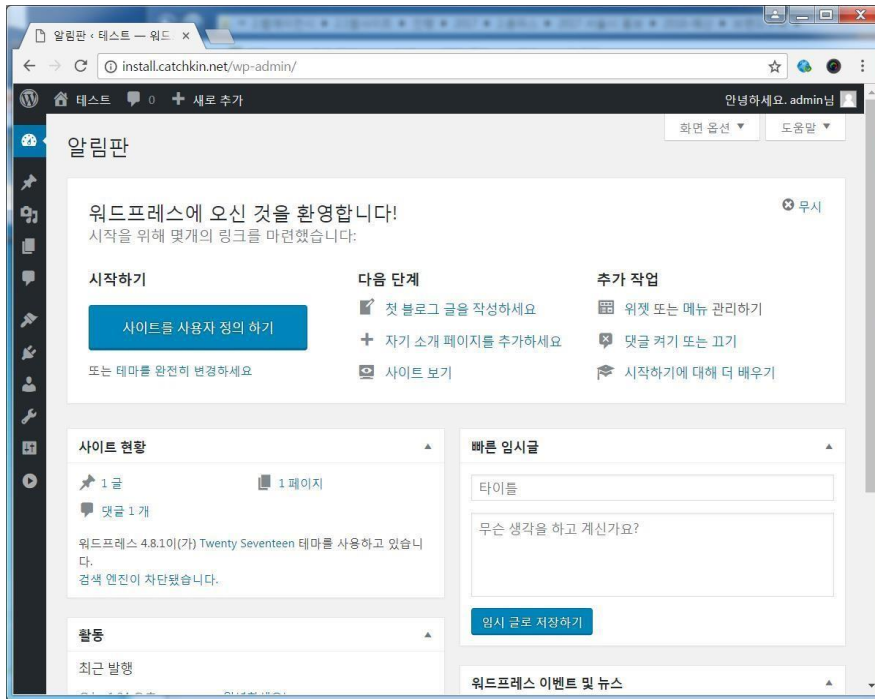 알림판 ‹ 테스트 — 워드
install.catchkin.net/wp-admin/
테스트 0 새로 추가
안녕하세요. admin님
화면 옵션 ▼ 도움말 ▼
알림판
워드프레스에 오신 것을 환영합니다!
무시
시작을 위해 몇개의 링크를 마련했습니다:
시작하기
사이트를 사용자 정의 하기
또는 테마를 완전히 변경하세요
다음 단계
첫 블로그 글을 작성하세요
자기 소개 페이지를 추가하세요
사이트 보기
추가 작업
위젯 또는 메뉴 관리하기
댓글 켜기 또는 끄기
시작하기에 대해 더 배우기
사이트 현황
1 글
1 페이지
댓글 1 개
워드프레스 4.8.1이(가) Twenty Seventeen 테마를 사용하고 있습니
다.
검색 엔진이 차단됐습니다.
활동
최근 발행
빠른 임시글
타이틀
무슨 생각을 하고 계신가요?
임시 글로 저장하기
워드프레스 이벤트 및 뉴스